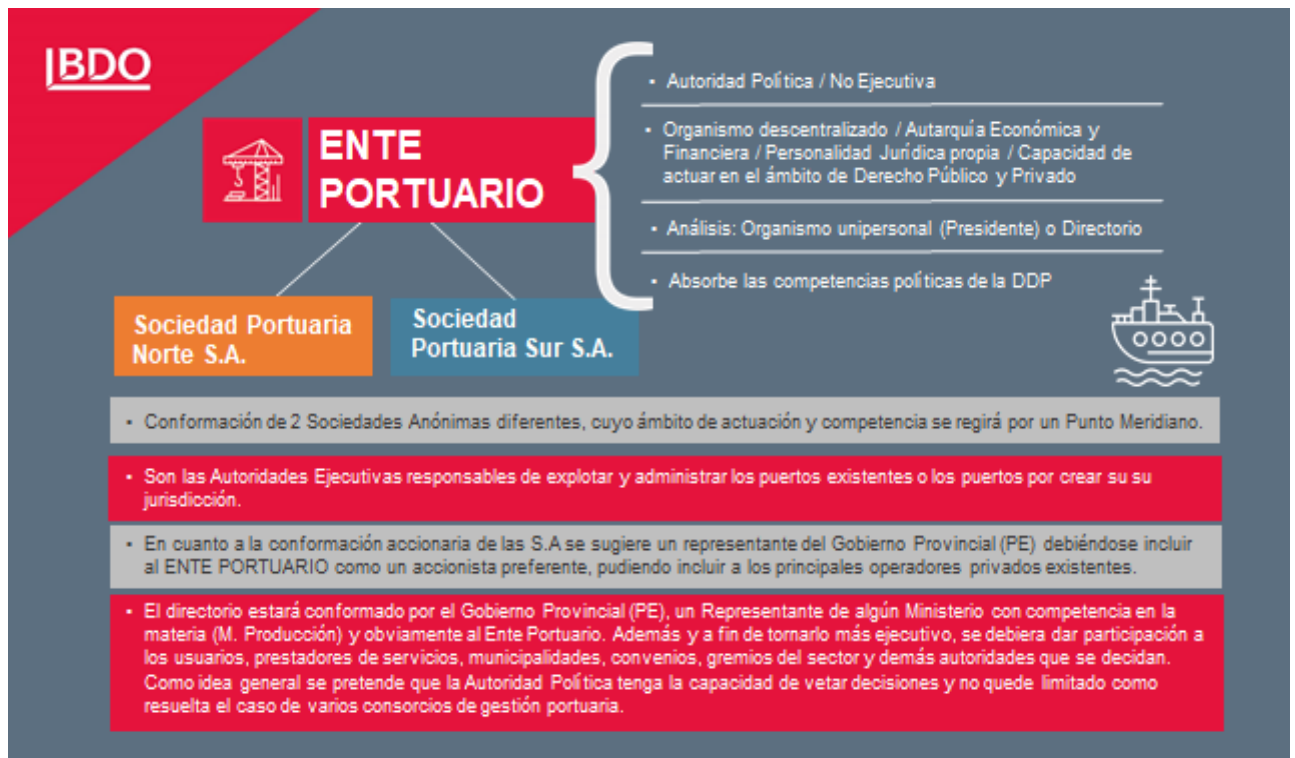 |BDO
ENTE
PORTUARIO
▪ Autoridad Política / No Ejecutiva
▪ Organismo descentralizado / Autarquía Económica y
Financiera / Personalidad Jurídica propia / Capacidad de
actuar en el ámbito de Derecho Público y Privado
▪ Análisis: Organismo unipersonal (Presidente) o Directorio
▪ Absorbe las competencias políticas de la DDP
Sociedad Portuaria
Norte S.A.
Sociedad
Portuaria Sur S.A.
▪ Conformación de 2 Sociedades Anónimas diferentes, cuyo ámbito de actuación y competencia se regirá por un Punto Meridiano.
▪ Son las Autoridades Ejecutivas responsables de explotar y administrar los puertos existentes o los puertos por crear su su
jurisdicción.
▪ En cuanto a la conformación accionaria de las S.A se sugiere un representante del Gobierno Provincial (PE) debiéndose incluir
al ENTE PORTUARIO como un accionista preferente, pudiendo incluir a los principales operadores privados existentes.
▪ El directorio estará conformado por el Gobierno Provincial (PE), un Representante de algún Ministerio con competencia en la
materia (M. Producción) y obviamente al Ente Portuario. Además y a fin de tornarlo más ejecutivo, se debiera dar participación a
los usuarios, prestadores de servicios, municipalidades, convenios, gremios del sector y demás autoridades que se decidan.
Como idea general se pretende que la Autoridad Política tenga la capacidad de vetar decisiones y no quede limitado como
resuelta el caso de varios consorcios de gestión portuaria.